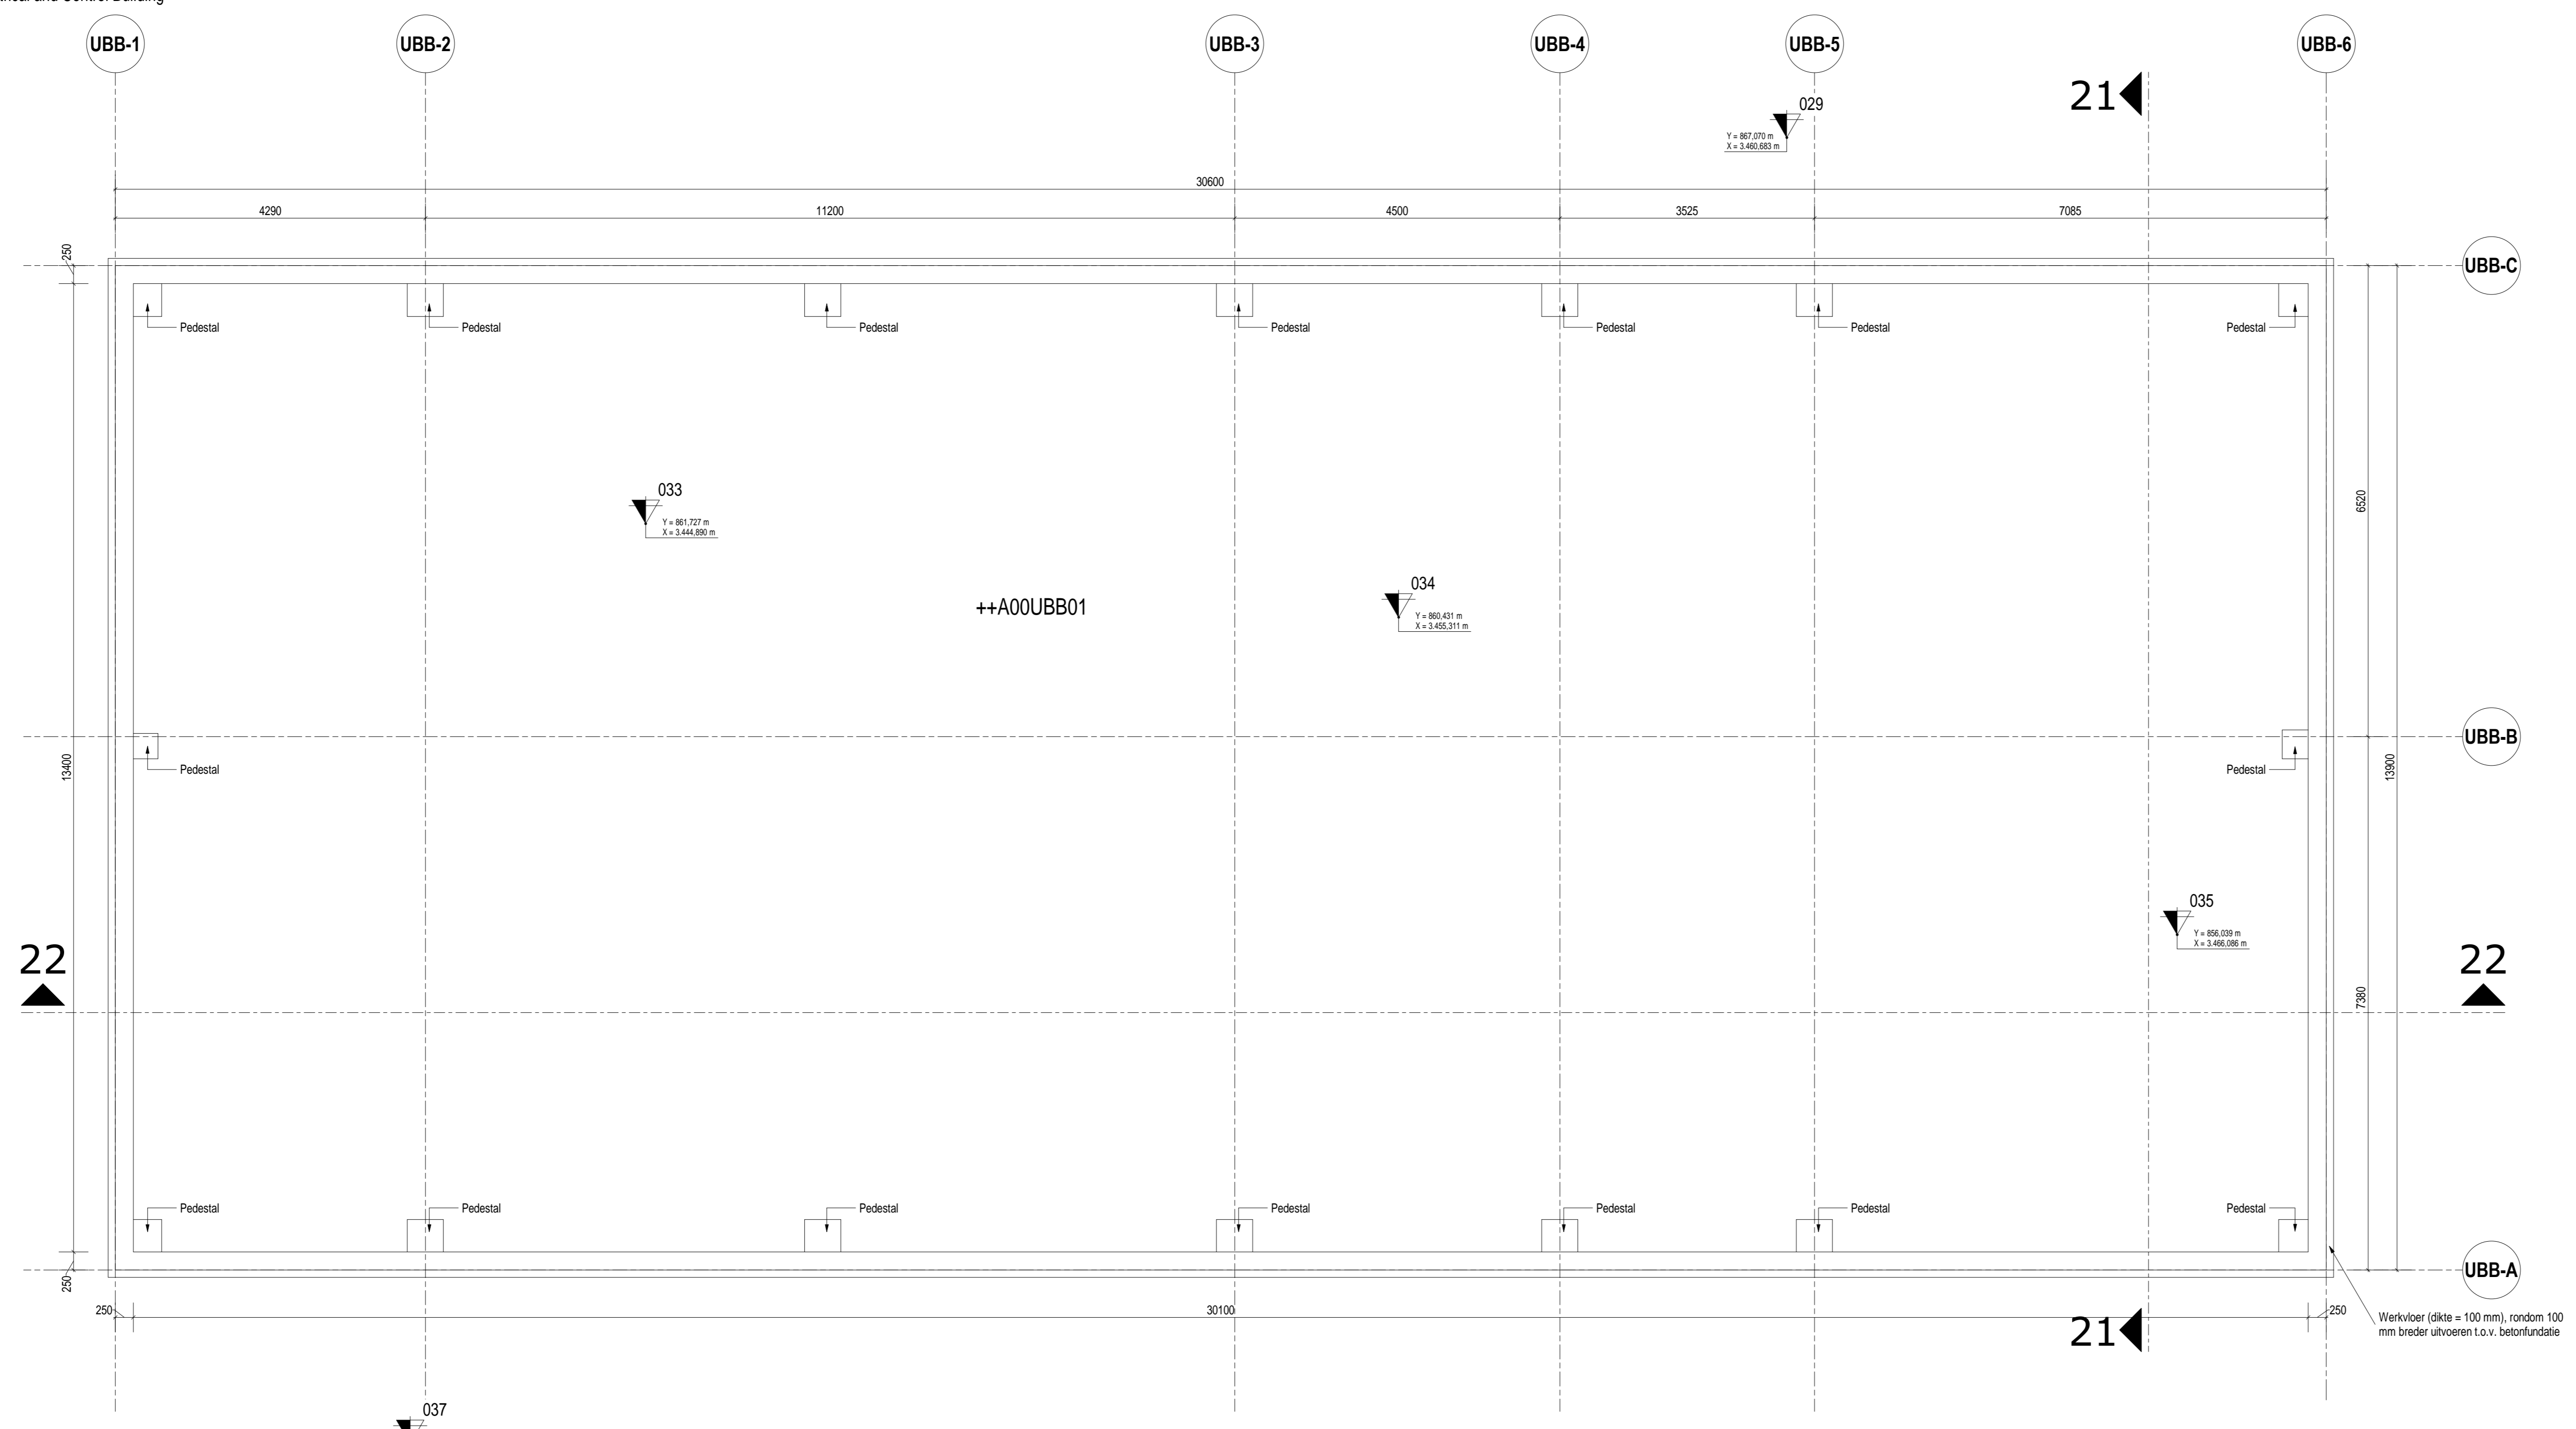 and Control Building
UBB-1
UBB-2
UBB-3
UBB-4
UBB-5
UBB-6
21
029
Y = 867,070 m
X = 3.460,683 m
30600
4290
11200
4500
3525
7085
250
UBB-C
Pedestal
Pedestal
Pedestal
Pedestal
Pedestal
Pedestal
Pedestal
033
Y = 861,727 m
X = 3.444,890 m
6520
034
Y = 860,431 m
X = 3.455,311 m
++A00UBB01
UBB-B
13400
Pedestal
Pedestal
13900
035
Y = 856,039 m
X = 3.466,086 m
22
22
7380
Pedestal
Pedestal
Pedestal
Pedestal
Pedestal
Pedestal
Pedestal
UBB-A
250
250
30100
250
Werkvloer (dikte = 100 mm), rondom 100
mm breder uitvoeren t.o.v. betonfundatie
21
037